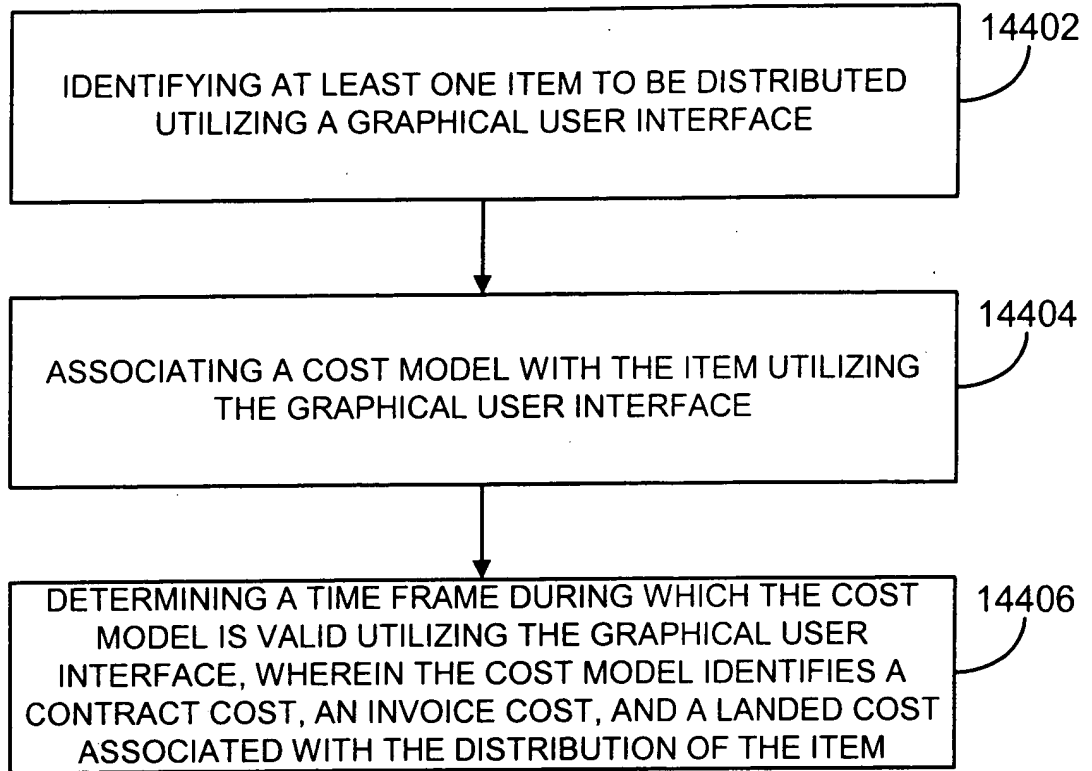 14402
IDENTIFYING AT LEAST ONE ITEM TO BE DISTRIBUTED
UTILIZING A GRAPHICAL USER INTERFACE
14404
ASSOCIATING A COST MODEL WITH THE ITEM UTILIZING
THE GRAPHICAL USER INTERFACE
14406
DETERMINING A TIME FRAME DURING WHICH THE COST
MODEL IS VALID UTILIZING THE GRAPHICAL USER
INTERFACE, WHEREIN THE COST MODEL IDENTIFIES A
CONTRACT COST, AN INVOICE COST, AND A LANDED COST
ASSOCIATED WITH THE DISTRIBUTION OF THE ITEM